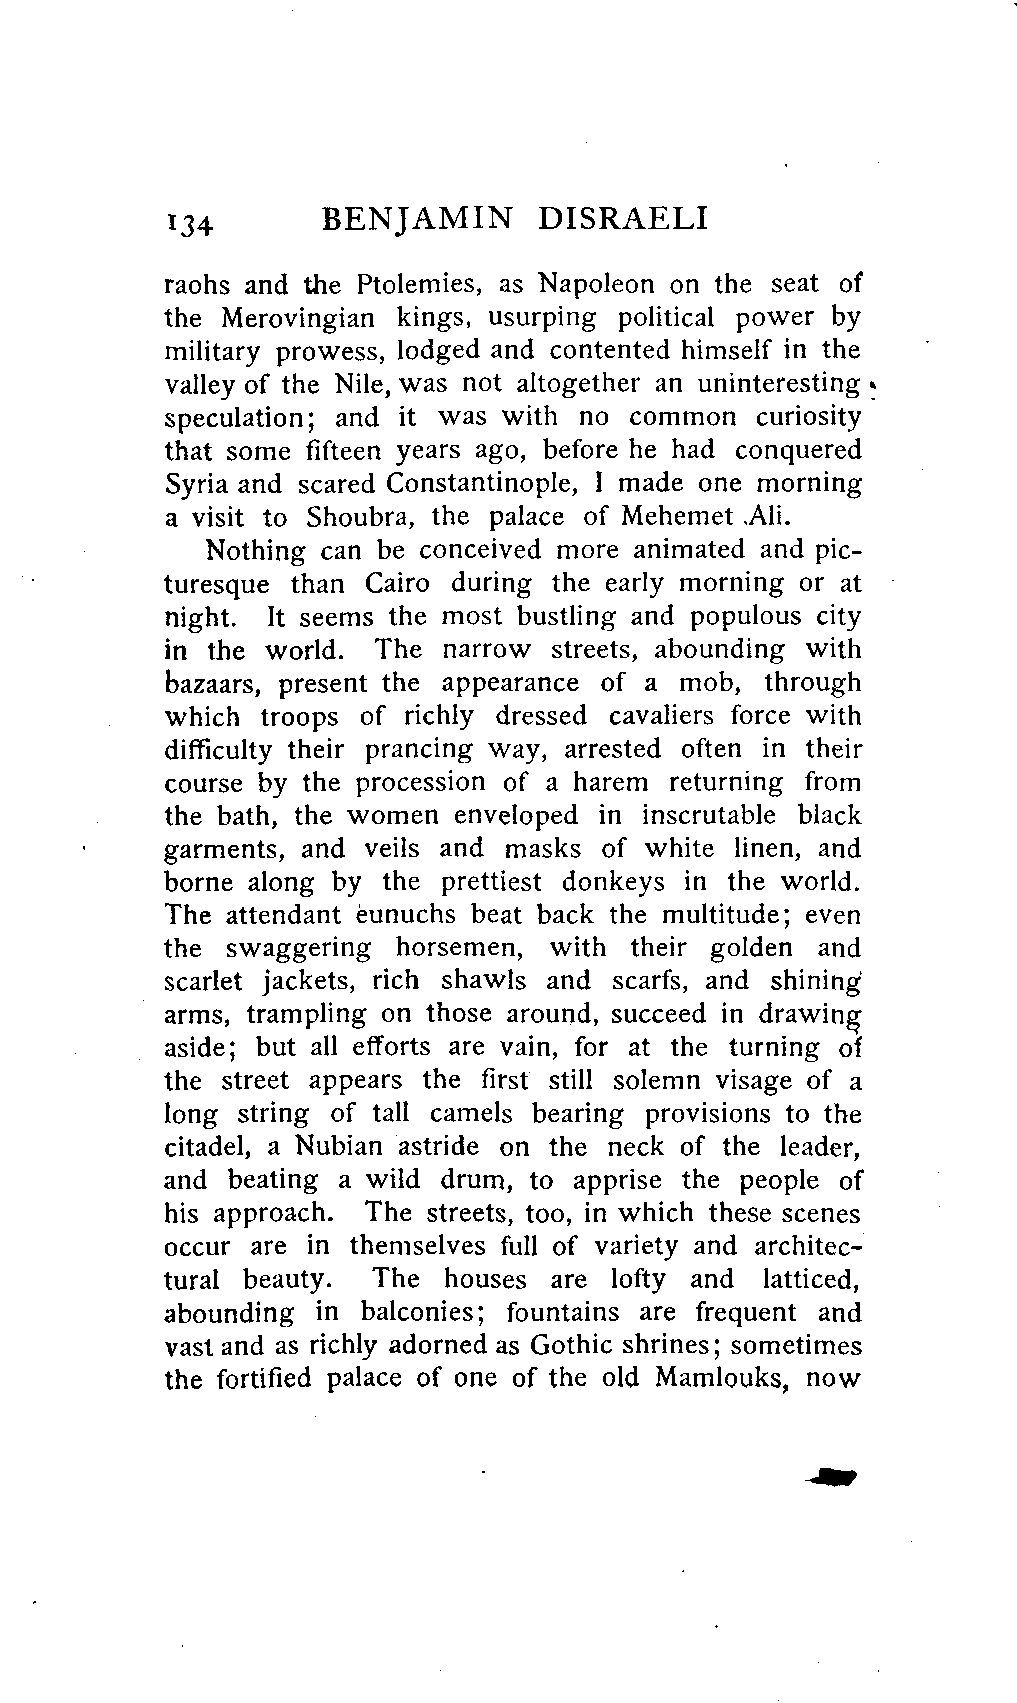 134 BENJAMIN DISRAELI
raohs and the Ptolemies, as Napoleon on the seat of
the Merovingian kings, usurping political power by
military prowess, lodged and contented himself in the
valley of the Nile, was not altogether an uninteresting
speculation; and it was with no common curiosity
that some fifteen years ago, before he had conquered
Syria and scared Constantinople, I made one morning
a visit to Shoubra, the palace of Mehemet Ali.
Nothing can be conceived more animated and pic-
turesque than Cairo during the early morning or at
night. It seems the most bustling and populous city
in the world. The narrow streets, abounding with
bazaars, present the appearance of a mob, through
which troops of richly dressed cavaliers force with
difficulty their prancing way, arrested often in their
course by the procession of a harem returning from
the bath, the women enveloped in inscrutable black
garments, and veils and masks of white linen, and
borne along by the prettiest donkeys in the world.
The attendant eunuchs beat back the multitude; even
the swaggering horsemen, with their golden and
scarlet jackets, rich shawls and scarfs, and shining
arms, trampling on those around, succeed in drawing
aside; but all efforts are vain, for at the turning of
the street appears the first still solemn visage of a
long string of tall camels bearing provisions to the
citadel, a Nubian astride on the neck of the leader,
and beating a wild drum, to apprise the people of
his approach. The streets, too, in which these scenes
occur are in themselves full of variety and architec-
tural beauty. The houses are lofty and latticed,
abounding in balconies; fountains are frequent and
vast and as richly adorned as Gothic shrines; sometimes
the fortified palace of one of the old Mamlouks, now